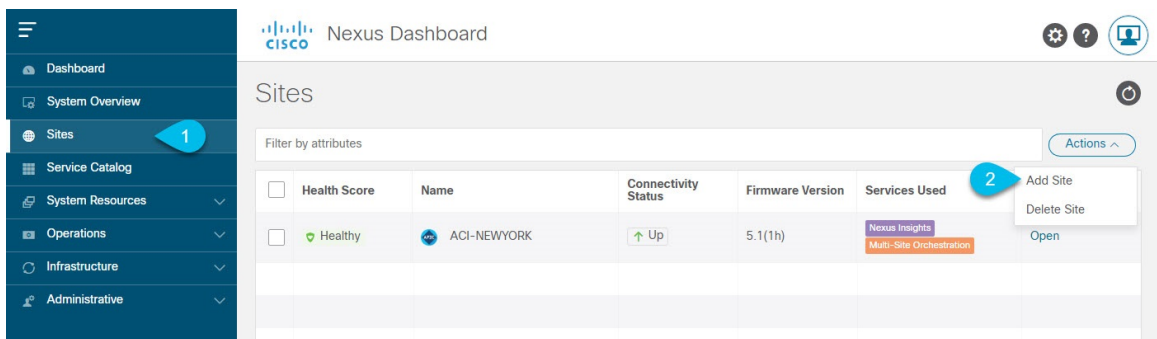 CISCO Nexus Dashboard
Dashboard
System Overview
Sites
1
Service Catalog
System Resources
Operations
Infrastructure
Administrative
Sites
Filter by attributes
Actions
2
Add Site
Delete Site
Health Score Name Connectivity Status Firmware Version Services Used
Healthy ACI-NEWYORK Up 5.1(1h) Nexus Insights Open
Multi-Site Orchestration